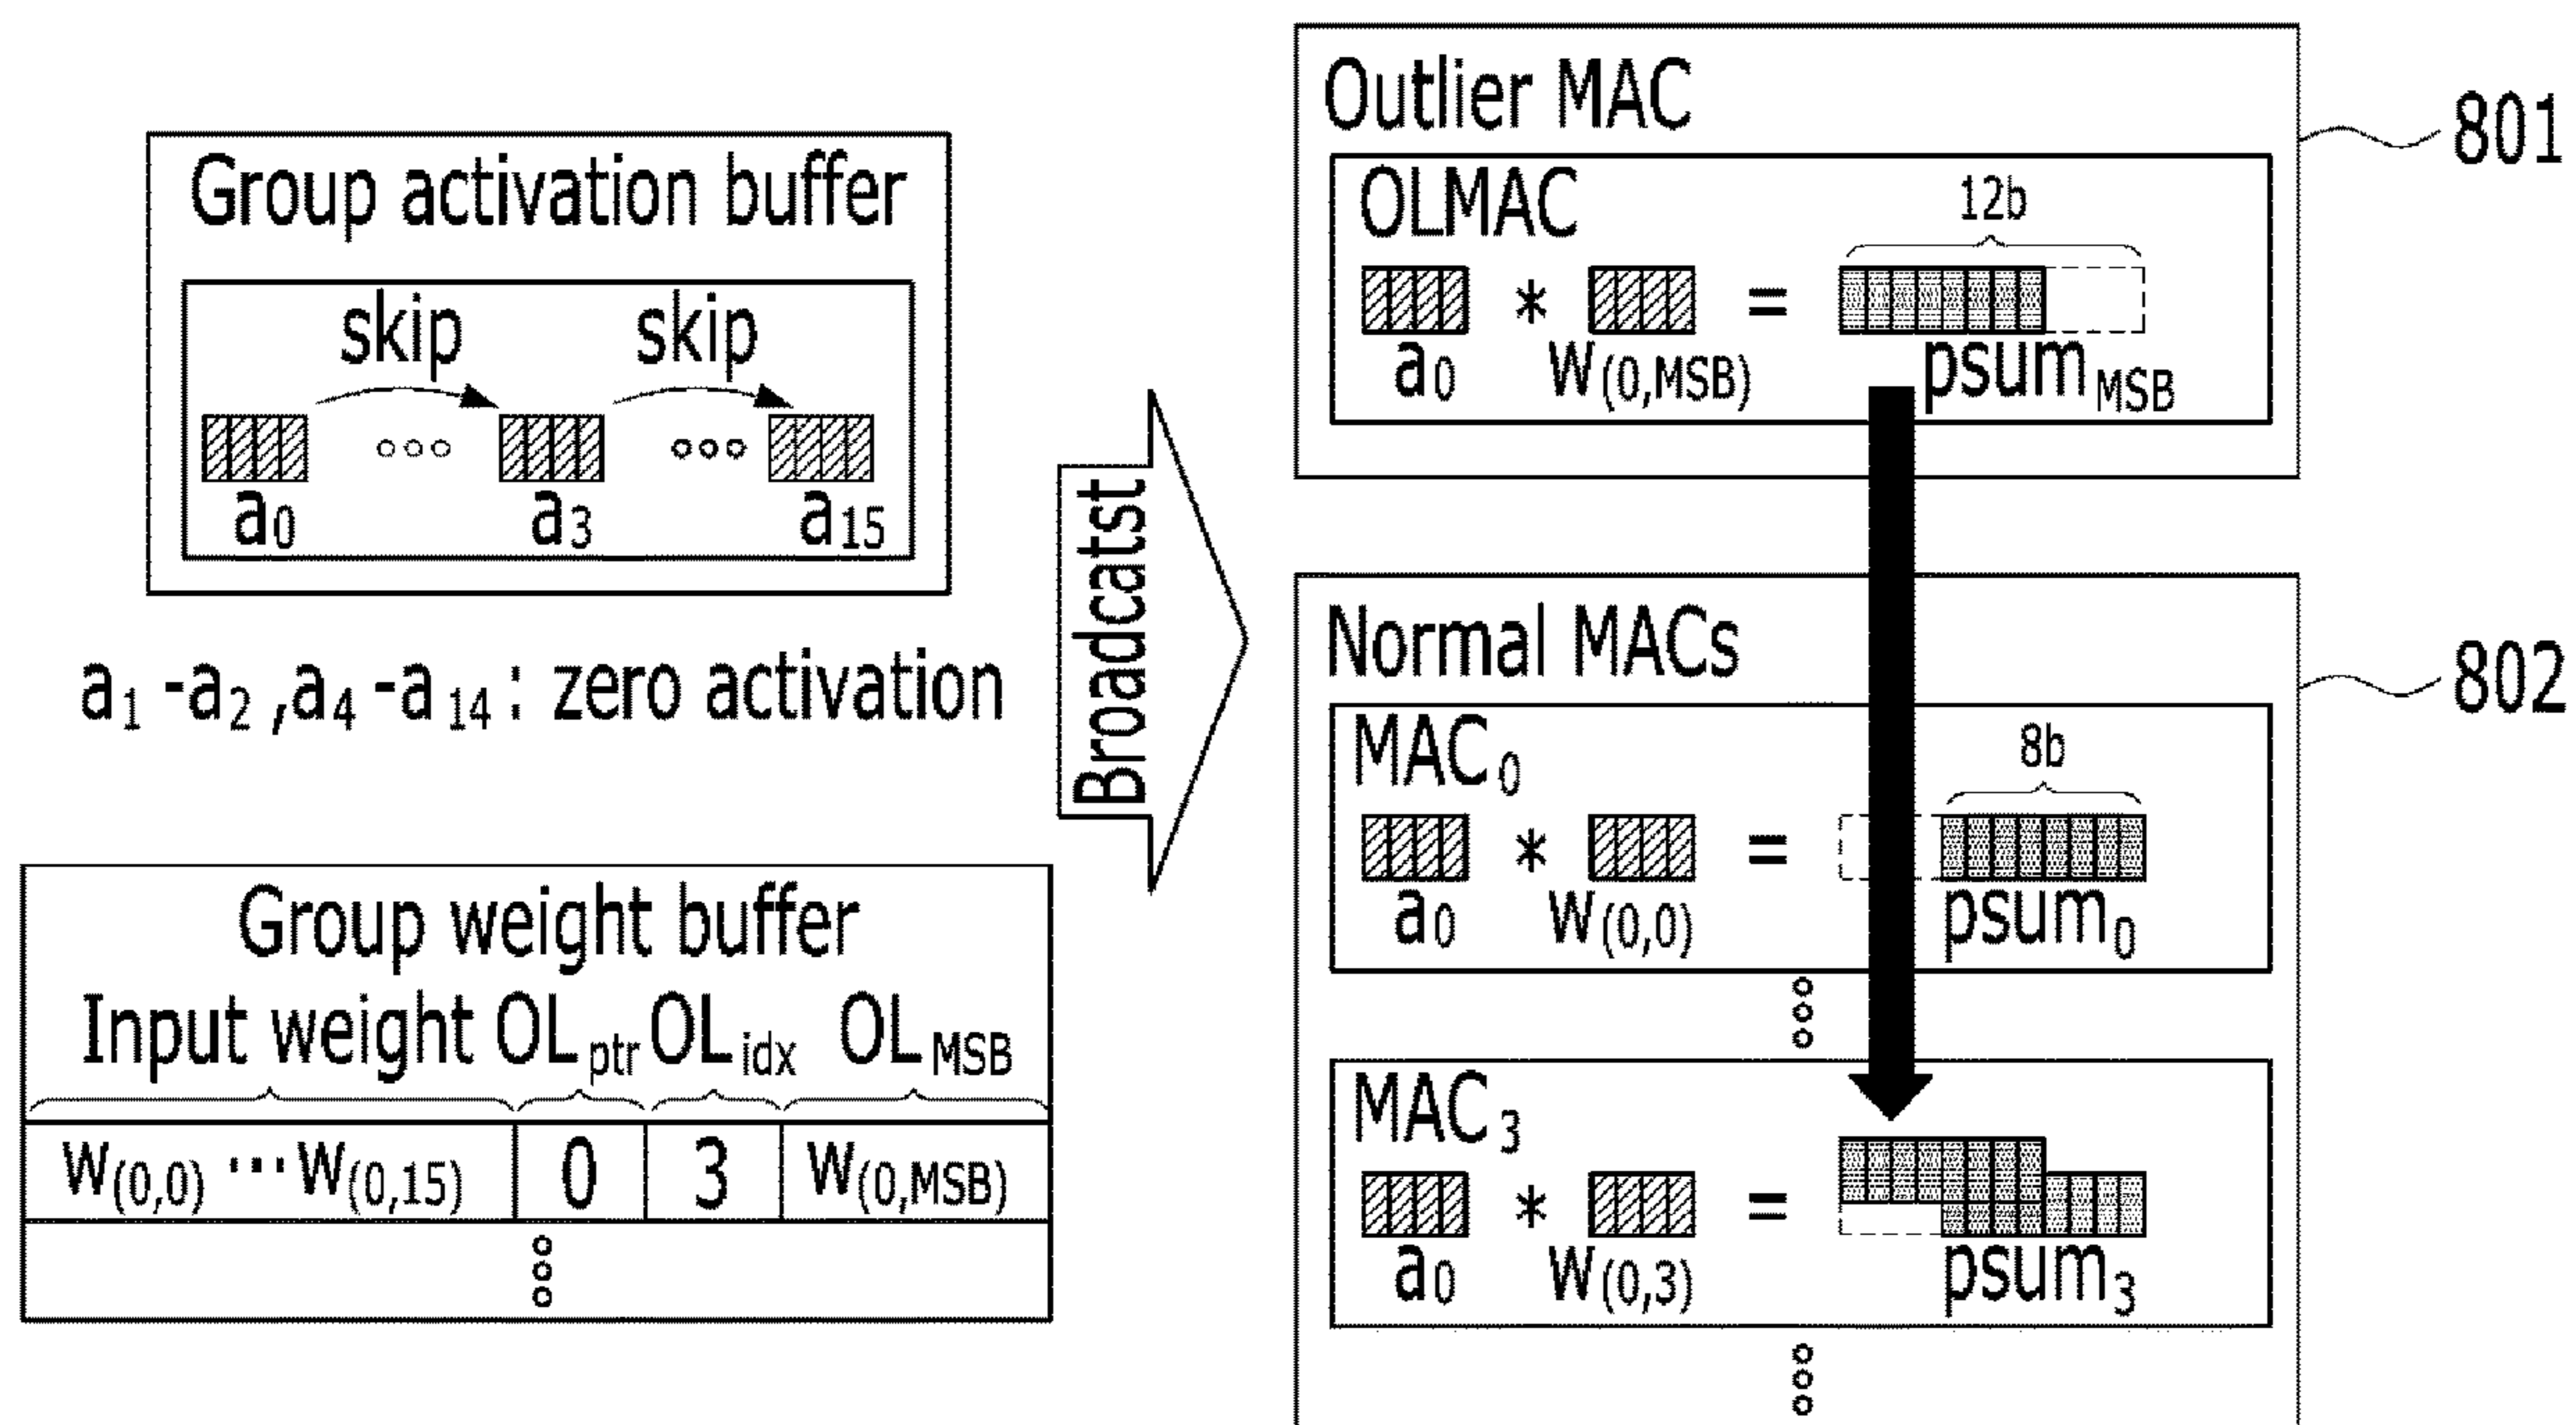 Group activation buffer
skip skip
a0 ... a3 ... a15
a1 -a2 ,a4 -a14 : zero activation
Group weight buffer
Input weight OLptr OLidx OLMSB
W(0,0) ···W(0,15) 0 3 W(0,MSB)
Broadcatst
Outlier MAC
801
OLMAC
12b
* =
a0 W(0,MSB) psumMSB
Normal MACs
802
MAC0
8b
* =
a0 W(0,0) psum0
MAC3
* =
a0 W(0,3) psum3